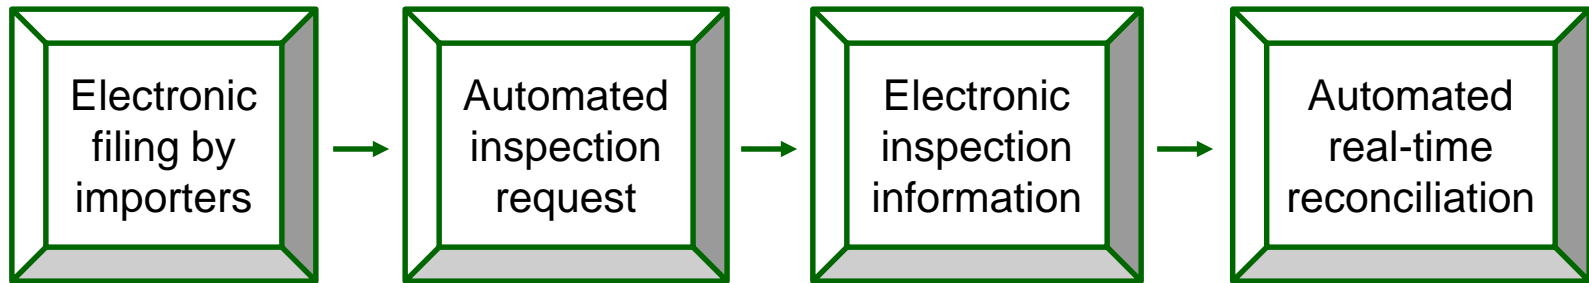 Electronic
filing by
importers
Automated
inspection
request
Electronic
inspection
information
Automated
real-time
reconciliation